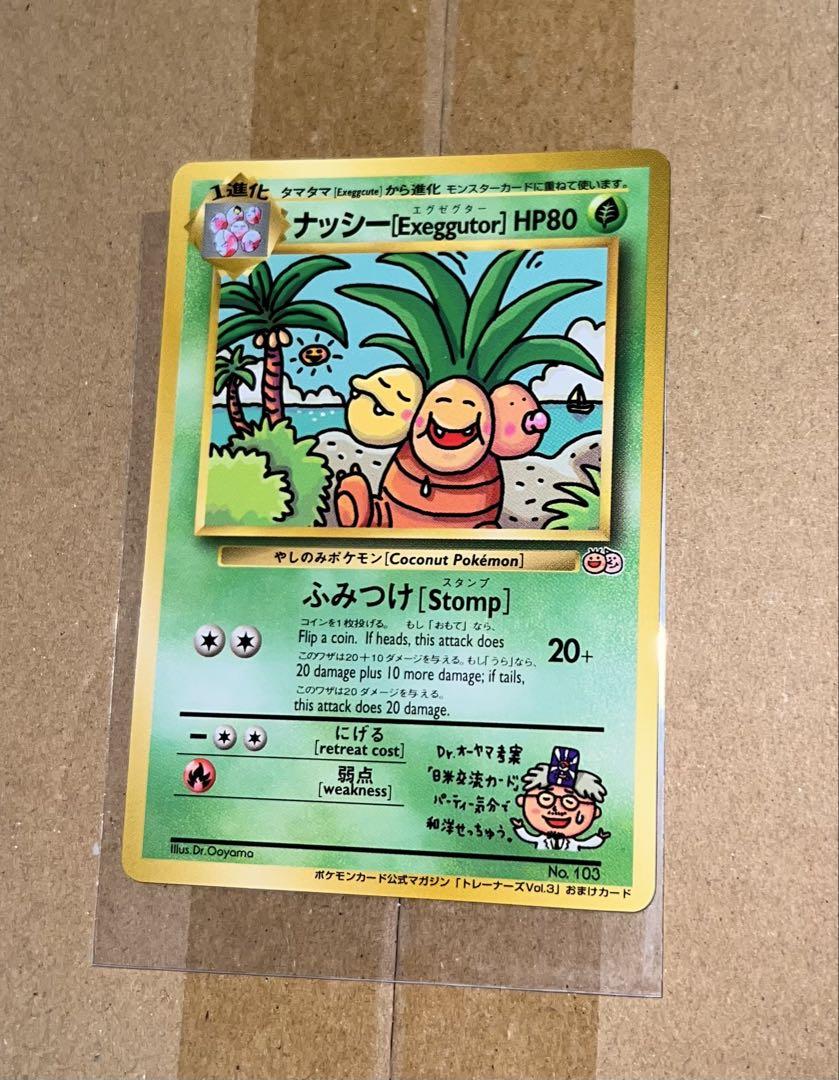 1進化 タマタマ[Exeggcute]から進化 モンスターカードに重ねて使います。
エグゼグター
ナッシー[Exeggutor] HP80
やしのみポケモン[Coconut Pokémon]
スタンプ
ふみつけ[Stomp]
コインを1枚投げる。 もし「おもて」なら、
Flip a coin. If heads, this attack does
このワザは20+10ダメージを与える。もし「うら」なら、
20+
20 damage plus 10 more damage; if tails,
このワザは20ダメージを与える。
this attack does 20 damage.
にげる
[retreat cost]
弱点
[weakness]
Dr.オーヤマ考案
「日米交流カード」
パーティー気分で
和洋せっちゅう。
Illus.Dr.Ooyama
No. 103
ポケモンカード公式マガジン「トレーナーズVol.3」おまけカード